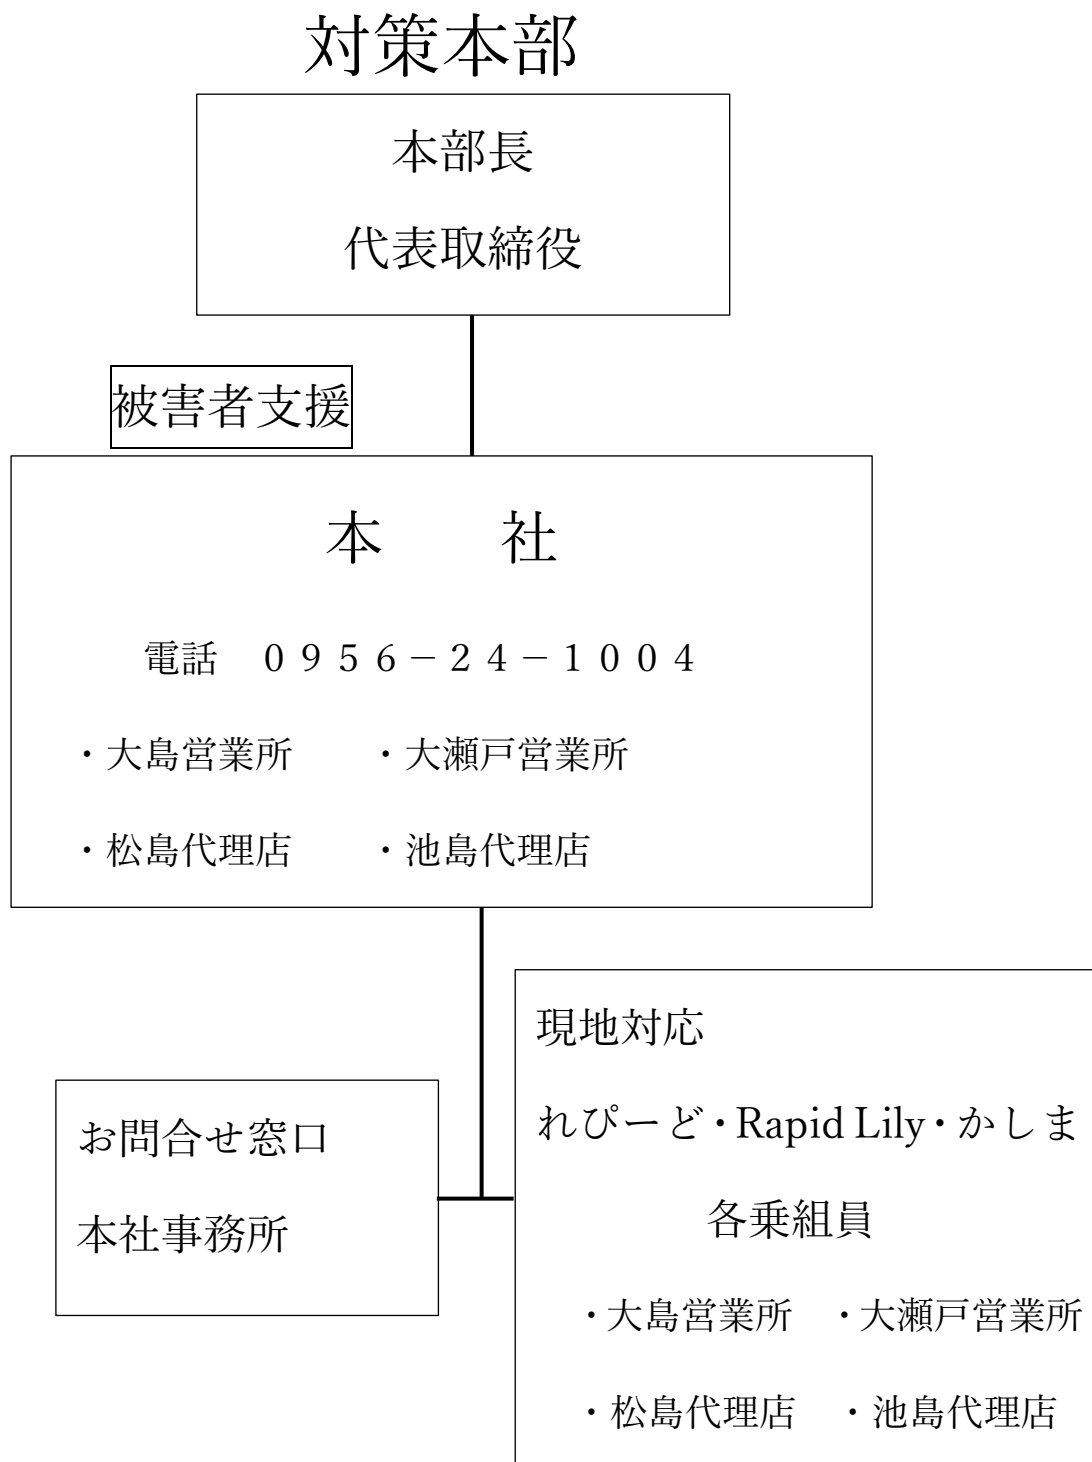 対策本部
本部長
代表取締役
被害者支援
本　　社
電話　０９５６－２４－１００４
・大島営業所　　・大瀬戸営業所
・松島代理店　　・池島代理店
お問合せ窓口
本社事務所
現地対応
れぴーど・Rapid Lily・かしま
各乗組員
・大島営業所　・大瀬戸営業所
・松島代理店　・池島代理店